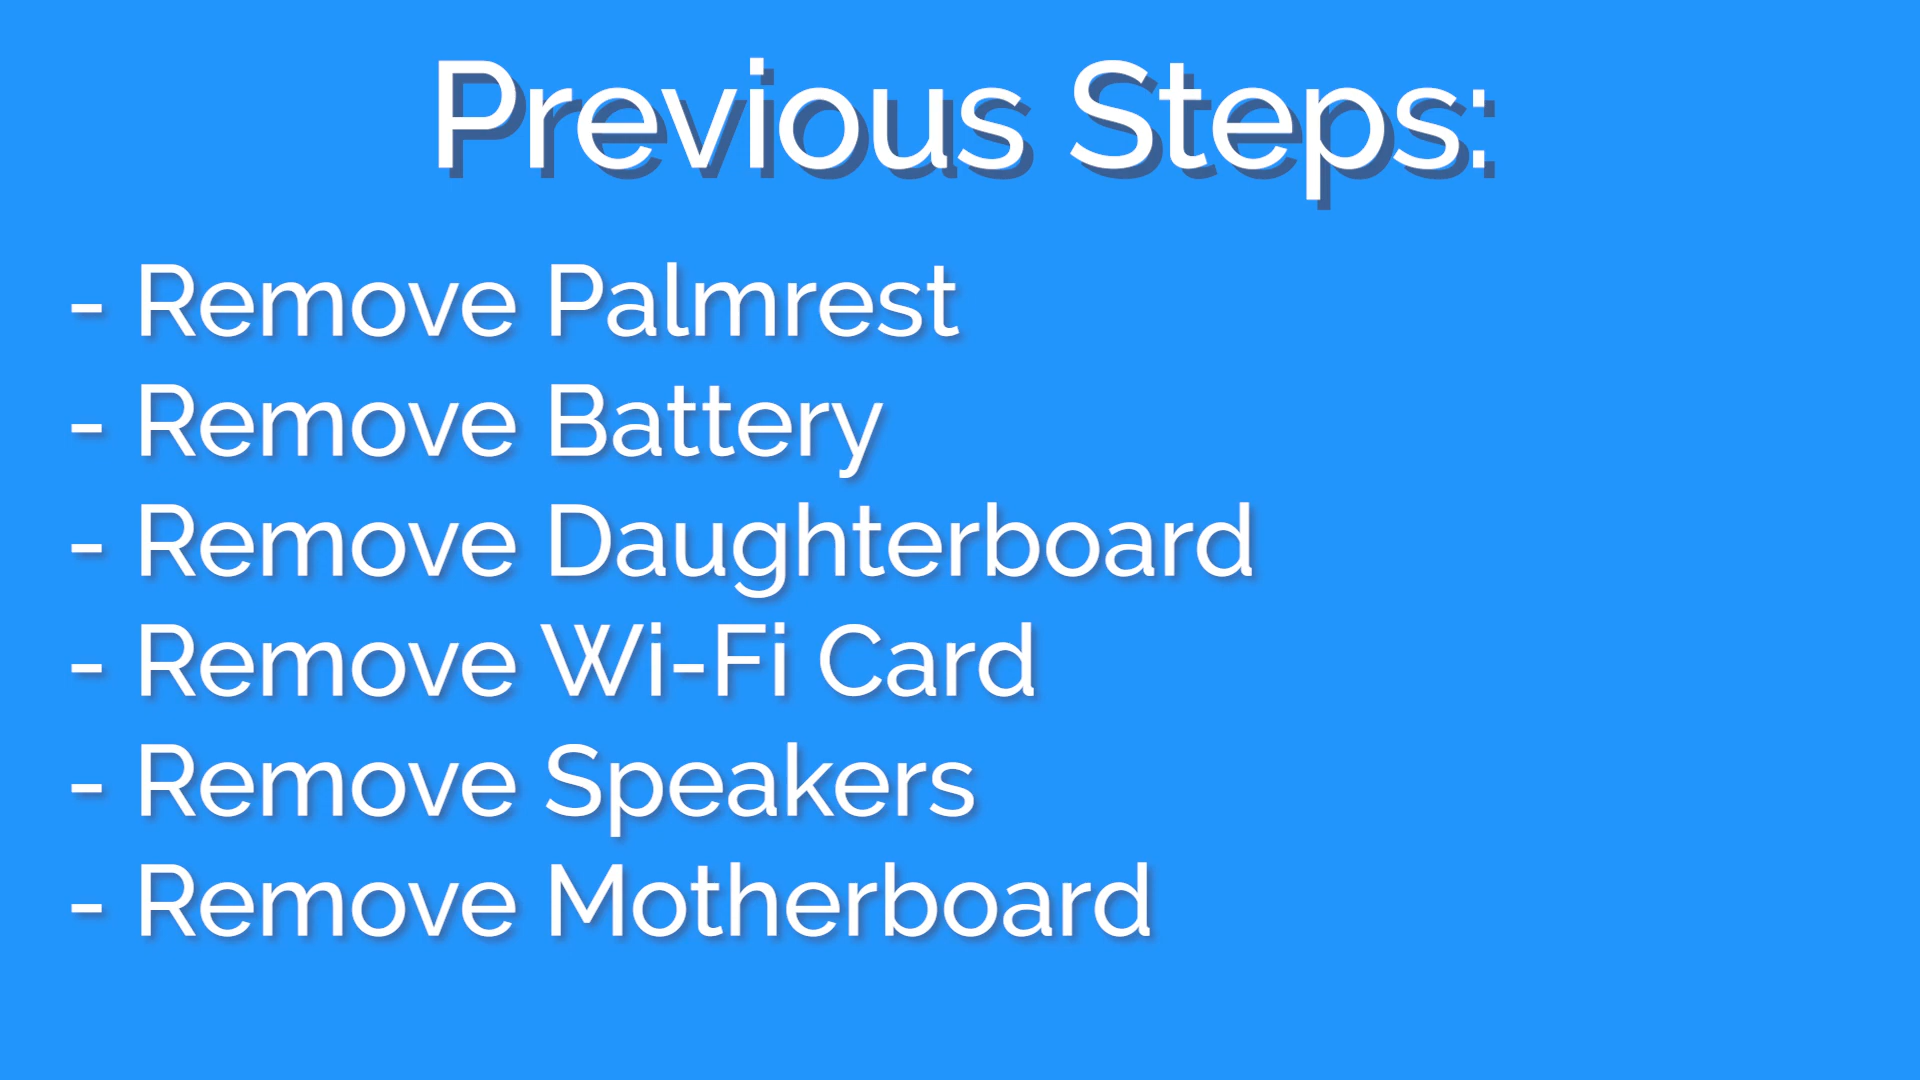 Previous Steps:
- Remove Palmrest
- Remove Battery
- Remove Daughterboard
- Remove Wi-Fi Card
- Remove Speakers
- Remove Motherboard